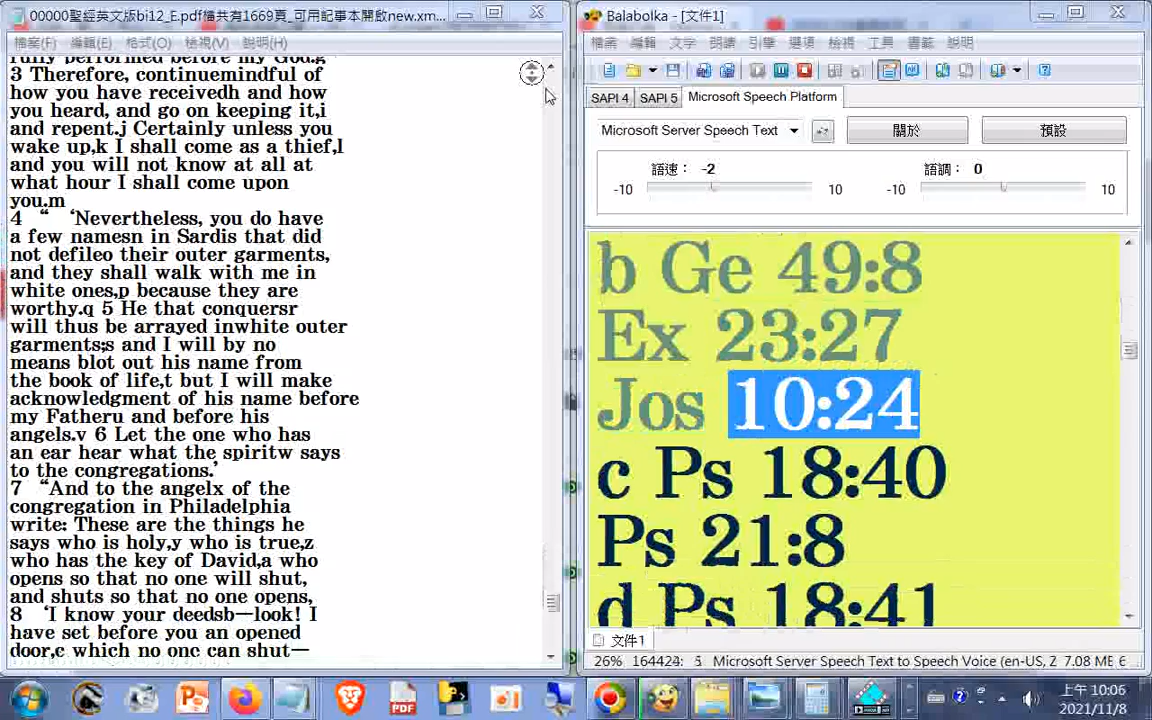 00000聖經英文版bi12_E.pdf檔共有1669頁_可用記事本開啟new.xm...
檔案(F) 編輯(E) 格式(O) 檢視(V) 說明(H)
fully performed before my God.g
3 Therefore, continuemindful of
how you have receivedh and how
you heard, and go on keeping it,i
and repent.j Certainly unless you
wake up,k I shall come as a thief,l
and you will not know at all at
what hour I shall come upon
you.m
4 “ ‘Nevertheless, you do have
a few namesn in Sardis that did
not defileo their outer garments,
and they shall walk with me in
white ones,p because they are
worthy.q 5 He that conquersr
will thus be arrayed inwhite outer
garments;s and I will by no
means blot out his name from
the book of life,t but I will make
acknowledgment of his name before
my Fatheru and before his
angels.v 6 Let the one who has
an ear hear what the spiritw says
to the congregations.’
7 “And to the angelx of the
congregation in Philadelphia
write: These are the things he
says who is holy,y who is true,z
who has the key of David,a who
opens so that no one will shut,
and shuts so that no one opens,
8 ‘I know your deedsb—look! I
have set before you an opened
door,c which no one can shut—
Balabolka - [文件1]
檔案 編輯 文字 朗讀 引擎 選項 檢視 工具 書籤 說明
SAPI 4 SAPI 5 Microsoft Speech Platform
Microsoft Server Speech Text 關於 預設
語速： -2 語調： 0
-10 10 -10 10
b Ge 49:8
Ex 23:27
Jos 10:24
c Ps 18:40
Ps 21:8
d Ps 18:41
文件1
26% 164424: Microsoft Server Speech Text to Speech Voice (en-US, 7.08 MB
PDF
上午 10:06
2021/11/8